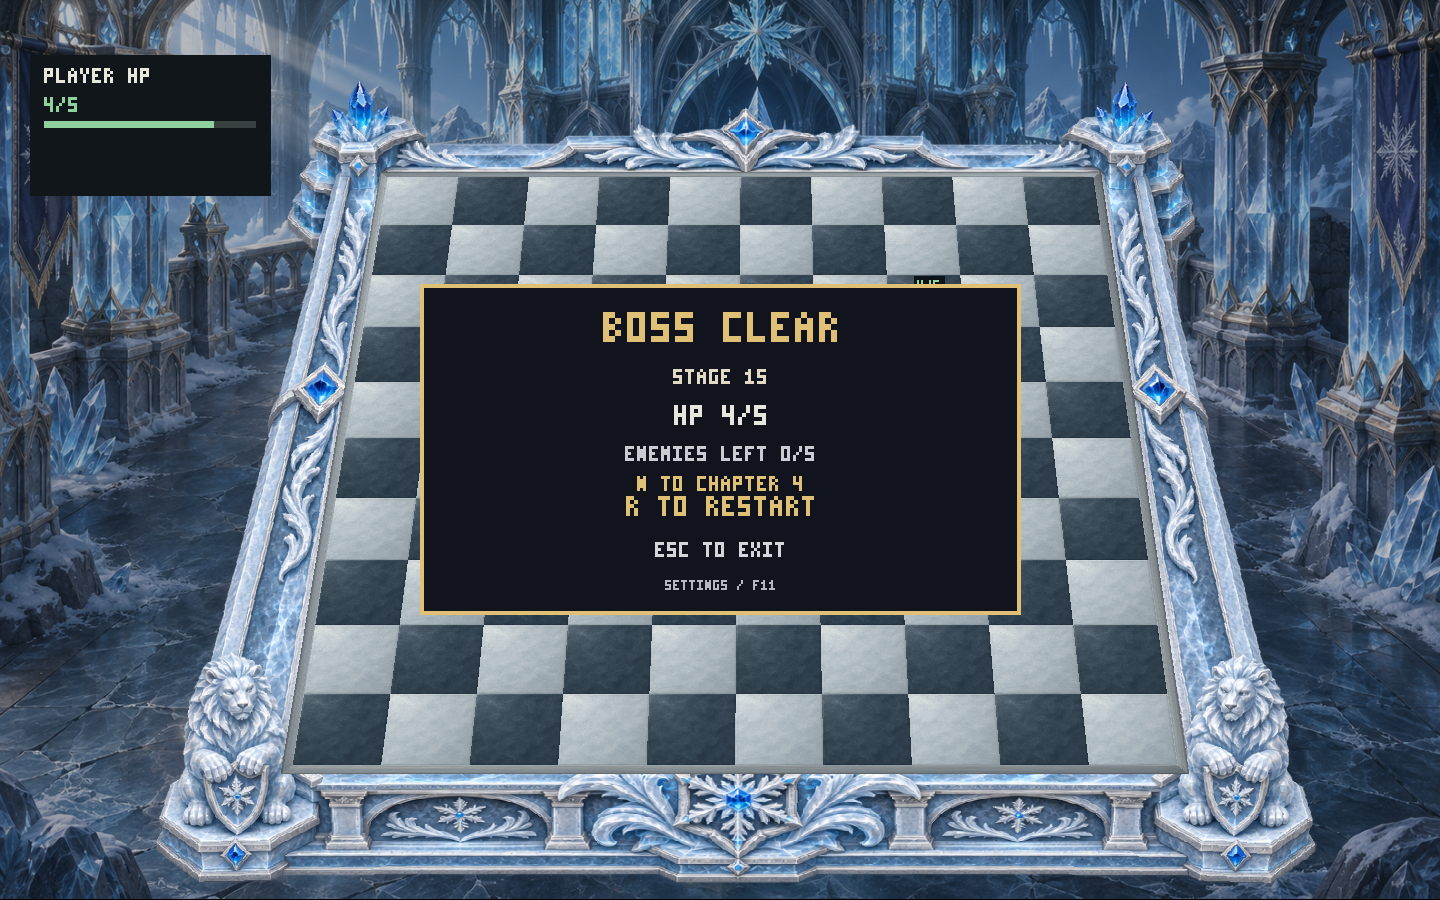 PLAYER HP
4/5
BOSS CLEAR
STAGE 15
HP 4/5
ENEMIES LEFT 0/5
N TO CHAPTER 4
R TO RESTART
ESC TO EXIT
SETTINGS / F11